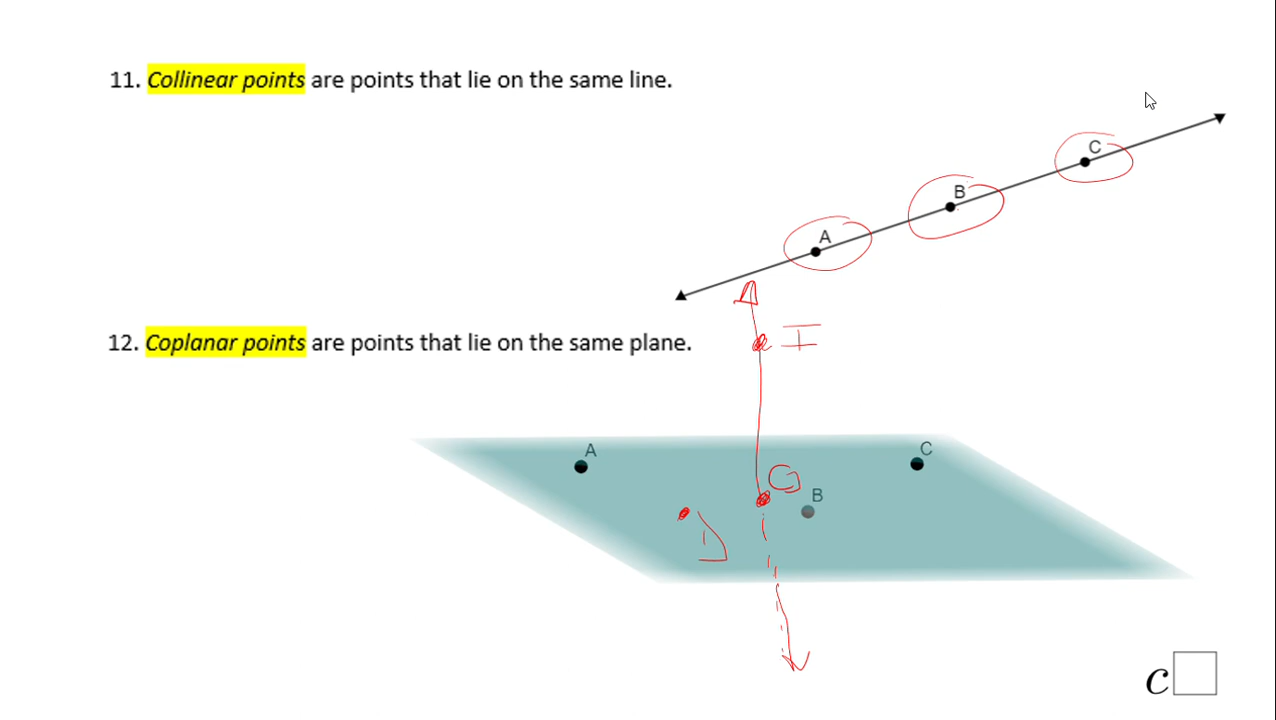 11. Collinear points are points that lie on the same line.
C
B
A
12. Coplanar points are points that lie on the same plane.
I
A
C
G
B
D
c